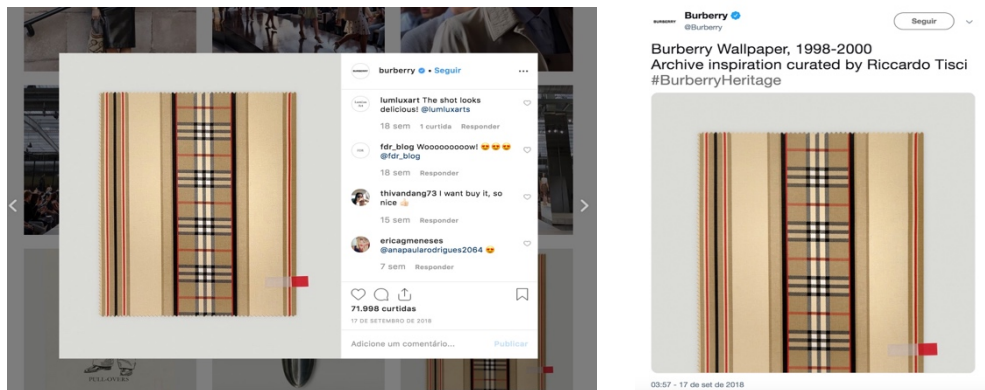 burberry • Seguir
lumluxart The shot looks
delicious! @lumluxarts
18 sem 1 curtida Responder
fdr_blog Wooooooooow! 😍😍😍
@fdr_blog
18 sem Responder
thivandang73 I want buy it, so
nice 👍🏻
15 sem Responder
ericagmeneses
@anapaularodrigues2064 😍
7 sem Responder
71.998 curtidas
17 DE SETEMBRO DE 2018
Adicione um comentário... Publicar
PULL-OVERS
BURBERRY
Burberry
@Burberry
Seguir
Burberry Wallpaper, 1998-2000
Archive inspiration curated by Riccardo Tisci
#BurberryHeritage
03:57 - 17 de set de 2018